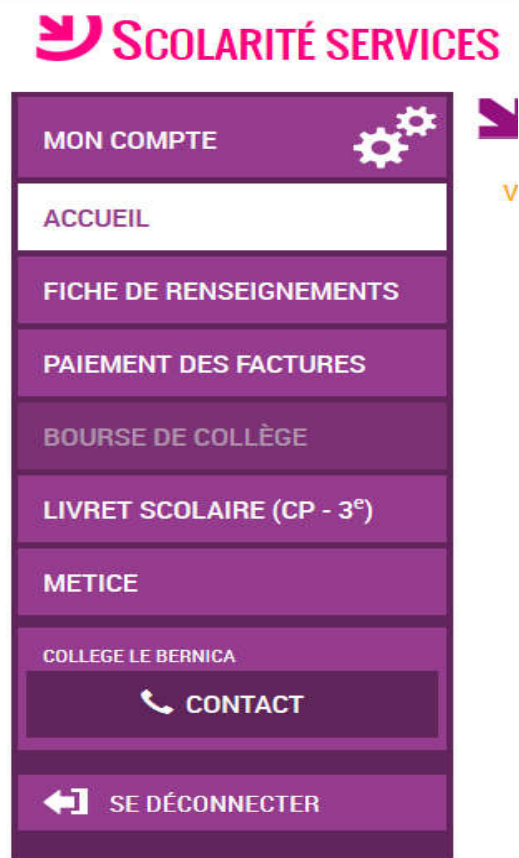 SCOLARITÉ SERVICES
MON COMPTE
V
ACCUEIL
FICHE DE RENSEIGNEMENTS
PAIEMENT DES FACTURES
BOURSE DE COLLÈGE
LIVRET SCOLAIRE (CP - 3ᵉ)
METICE
COLLEGE LE BERNICA
CONTACT
SE DÉCONNECTER